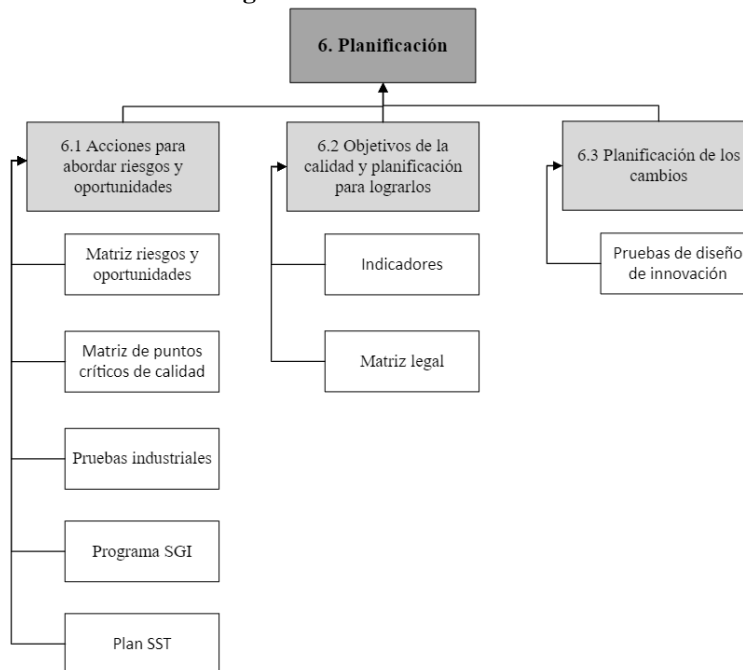 6. Planificación
6.1 Acciones para
abordar riesgos y
oportunidades
6.2 Objetivos de la
calidad y planificación
para lograrlos
6.3 Planificación de los
cambios
Matriz riesgos y
oportunidades
Indicadores
Pruebas de diseño
de innovación
Matriz de puntos
críticos de calidad
Matriz legal
Pruebas industriales
Programa SGI
Plan SST